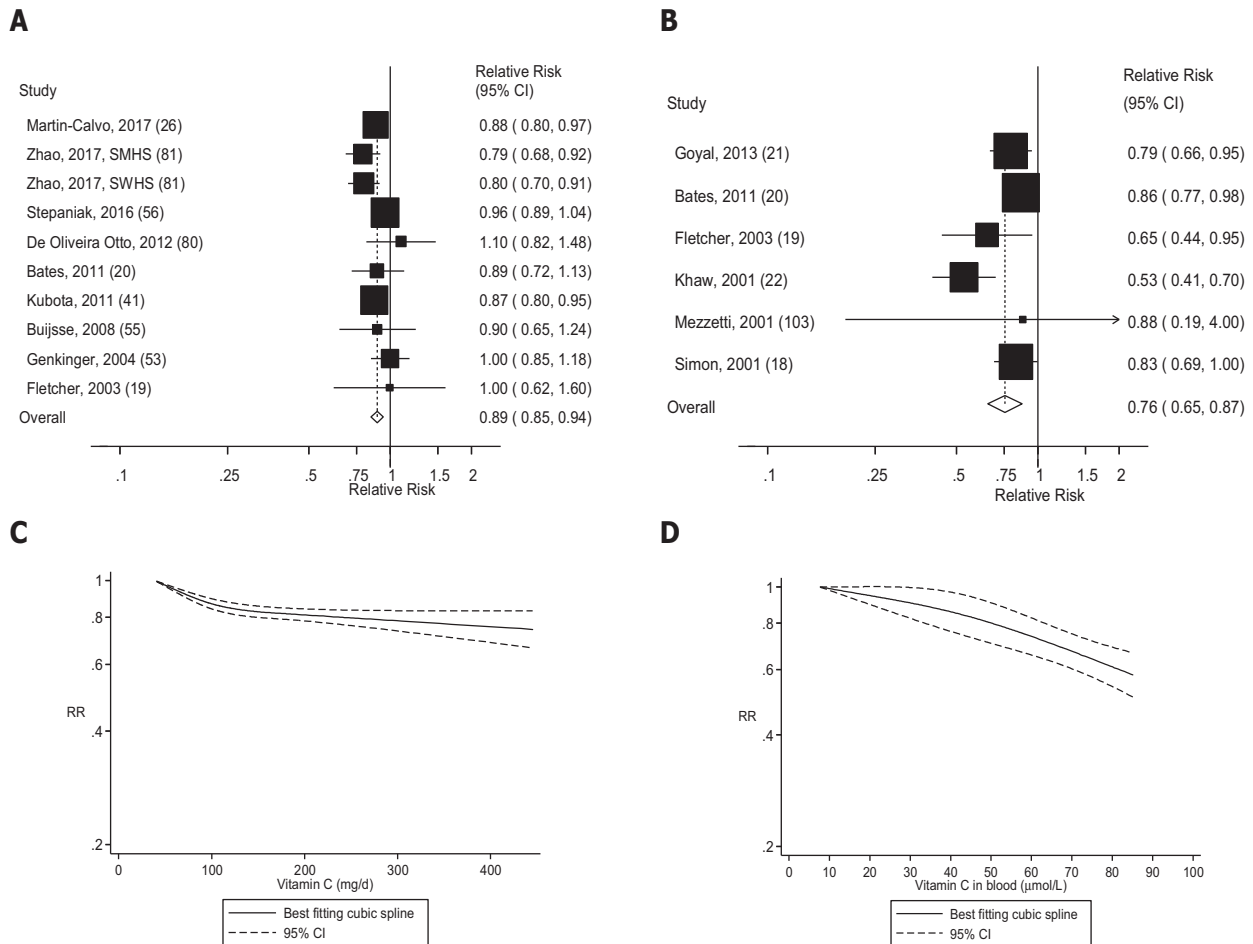 A
Study
Relative Risk
(95% CI)
Martin-Calvo, 2017 (26) 0.88 ( 0.80, 0.97)
Zhao, 2017, SMHS (81) 0.79 ( 0.68, 0.92)
Zhao, 2017, SWHS (81) 0.80 ( 0.70, 0.91)
Stepaniak, 2016 (56) 0.96 ( 0.89, 1.04)
De Oliveira Otto, 2012 (80) 1.10 ( 0.82, 1.48)
Bates, 2011 (20) 0.89 ( 0.72, 1.13)
Kubota, 2011 (41) 0.87 ( 0.80, 0.95)
Buijsse, 2008 (55) 0.90 ( 0.65, 1.24)
Genkinger, 2004 (53) 1.00 ( 0.85, 1.18)
Fletcher, 2003 (19) 1.00 ( 0.62, 1.60)
Overall 0.89 ( 0.85, 0.94)
.1 .25 .5 .75 1 1.5 2
Relative Risk
B
Relative Risk
Study (95% CI)
Goyal, 2013 (21) 0.79 ( 0.66, 0.95)
Bates, 2011 (20) 0.86 ( 0.77, 0.98)
Fletcher, 2003 (19) 0.65 ( 0.44, 0.95)
Khaw, 2001 (22) 0.53 ( 0.41, 0.70)
Mezzetti, 2001 (103) 0.88 ( 0.19, 4.00)
Simon, 2001 (18) 0.83 ( 0.69, 1.00)
Overall 0.76 ( 0.65, 0.87)
.1 .25 .5 .75 1 1.5 2
Relative Risk
C
1
.8
.6
RR
.4
.2
0 100 200 300 400
Vitamin C (mg/d)
Best fitting cubic spline
95% CI
D
1
.8
.6
RR
.4
.2
0 10 20 30 40 50 60 70 80 90 100
Vitamin C in blood (μmol/L)
Best fitting cubic spline
95% CI